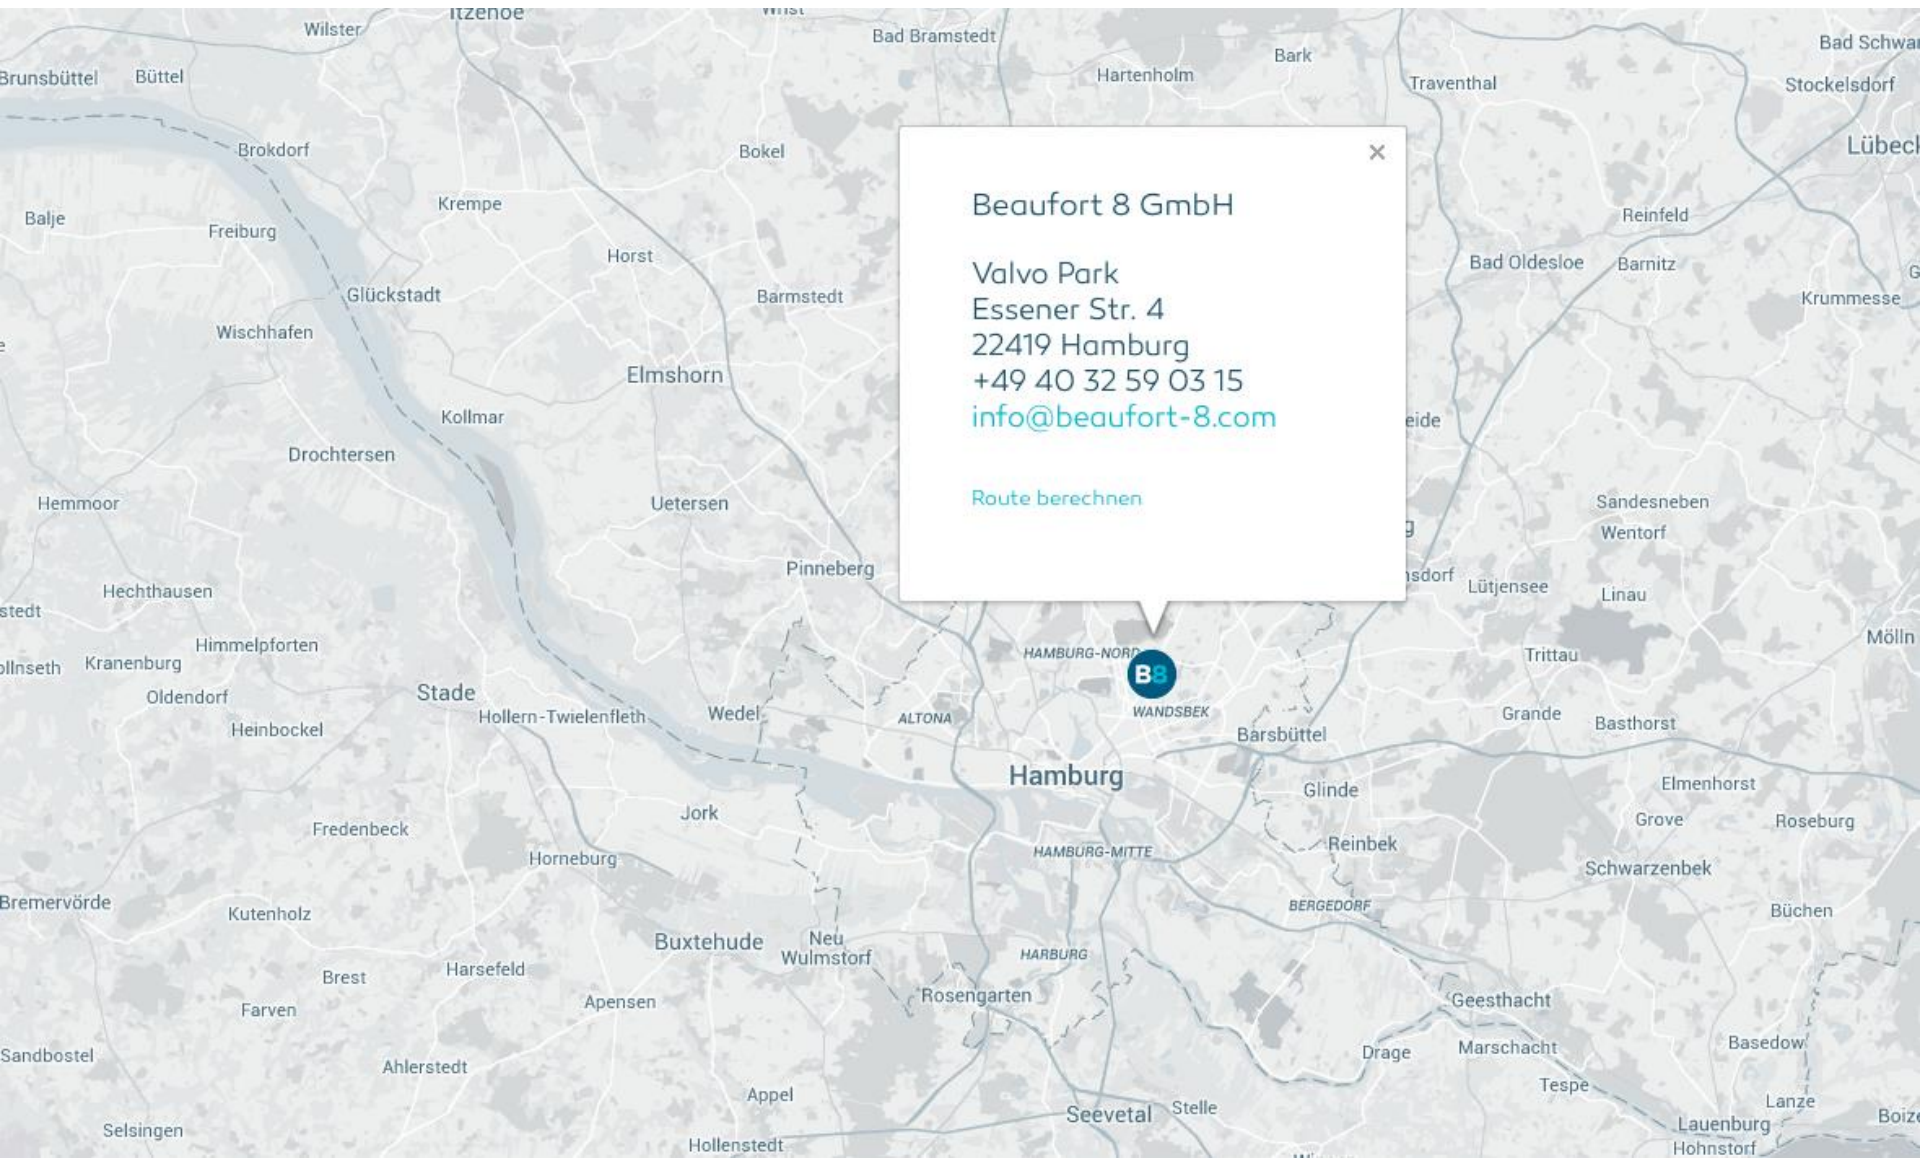 Itzehoe
Wilster
Bad Bramstedt
Bark
Hartenholm
Brunsbüttel
Büttel
Traventhal
Stockelsdorf
Brokdorf
Bokel
Krempe
Balje
Freiburg
Horst
Reinfeld
Bad Oldesloe
Barnitz
Glückstadt
Barmstedt
Krummesse
Wischhafen
Elmshorn
Kollmar
Drochtersen
Hemmoor
Uetersen
Sandesneben
Wentorf
Pinneberg
Hechthausen
Lütjensee
Linau
Beaufort 8 GmbH
Valvo Park
Essener Str. 4
22419 Hamburg
+49 40 32 59 03 15
info@beaufort-8.com
Route berechnen
Himmelpforten
Kranenburg
Oldendorf
Heinbockel
Stade
Hollern-Twielenfleth
Wedel
HAMBURG-NORD
B8
ALTONA
WANDSBEK
Barsbüttel
Trittau
Mölln
Grande
Basthorst
Hamburg
Glinde
Elmenhorst
Jork
Fredenbeck
Grove
Roseburg
Horneburg
HAMBURG-MITTE
Reinbek
Schwarzenbek
Bremervörde
Kutenholz
BERGEDORF
Büchen
Buxtehude
Neu
Wulmstorf
HARBURG
Brest
Harsefeld
Farven
Apensen
Rosengarten
Geesthacht
Sandbostel
Ahlerstedt
Drage
Marschacht
Basedow
Tespe
Appel
Seevetal
Stelle
Lanze
Selsingen
Hollenstedt
Lauenburg
Hohnstorf